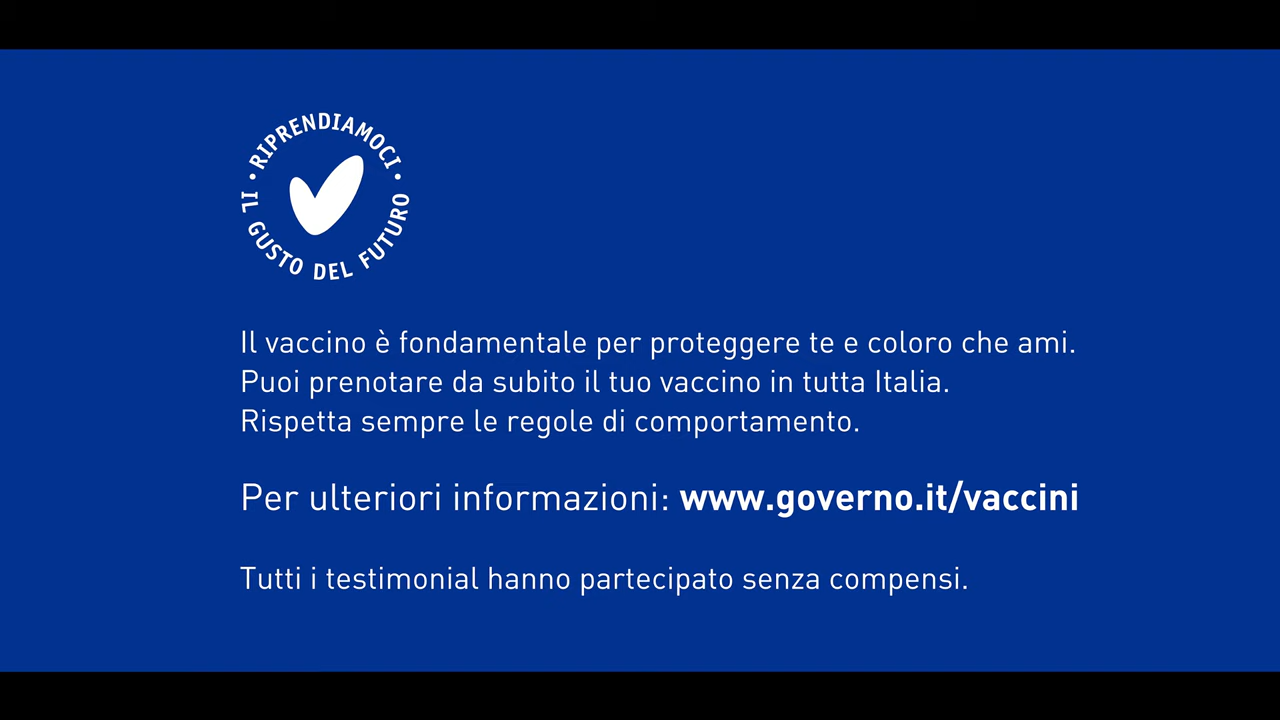 • RIPRENDIAMOCI •
IL GUSTO DEL FUTURO
Il vaccino è fondamentale per proteggere te e coloro che ami.
Puoi prenotare da subito il tuo vaccino in tutta Italia.
Rispetta sempre le regole di comportamento.
Per ulteriori informazioni: www.governo.it/vaccini
Tutti i testimonial hanno partecipato senza compensi.